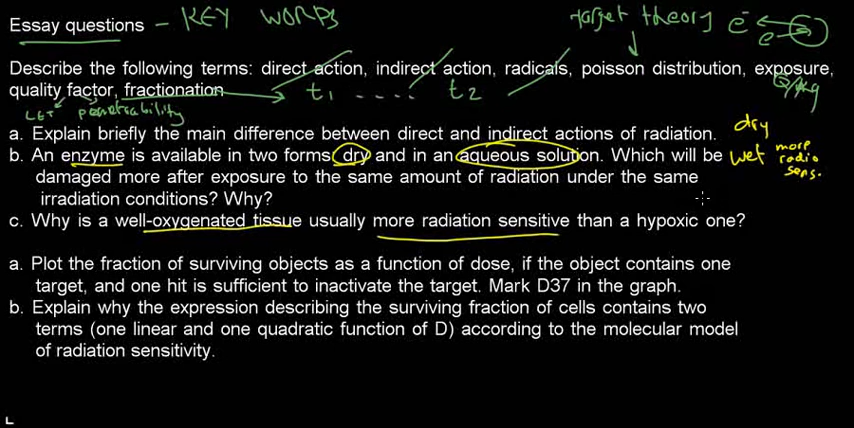 Essay questions - KEY WORDS
target theory e⁻ e⁻
Describe the following terms: direct action, indirect action, radicals, poisson distribution, exposure,
quality factor, fractionation t₁ .... t₂ Q/kg
LET penetrability
a. Explain briefly the main difference between direct and indirect actions of radiation.
dry
b. An enzyme is available in two forms dry and in an aqueous solution. Which will be
wet more radio sens.
damaged more after exposure to the same amount of radiation under the same
irradiation conditions? Why?
c. Why is a well-oxygenated tissue usually more radiation sensitive than a hypoxic one?
a. Plot the fraction of surviving objects as a function of dose, if the object contains one
target, and one hit is sufficient to inactivate the target. Mark D37 in the graph.
b. Explain why the expression describing the surviving fraction of cells contains two
terms (one linear and one quadratic function of D) according to the molecular model
of radiation sensitivity.